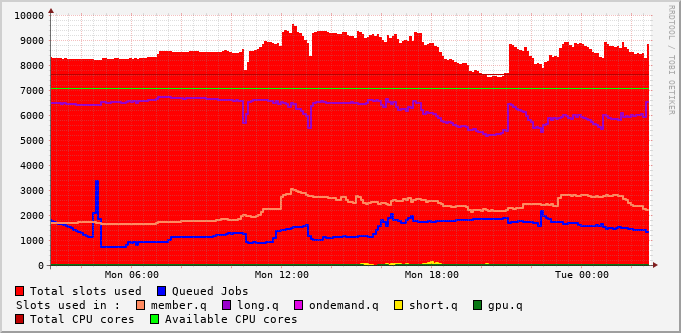 10000
9000
8000
7000
6000
5000
4000
3000
2000
1000
0
Mon 06:00 Mon 12:00 Mon 18:00 Tue 00:00
RRDTOOL / TOBI OETIKER
Total slots used Queued Jobs
Slots used in : member.q long.q ondemand.q short.q gpu.q
Total CPU cores Available CPU cores